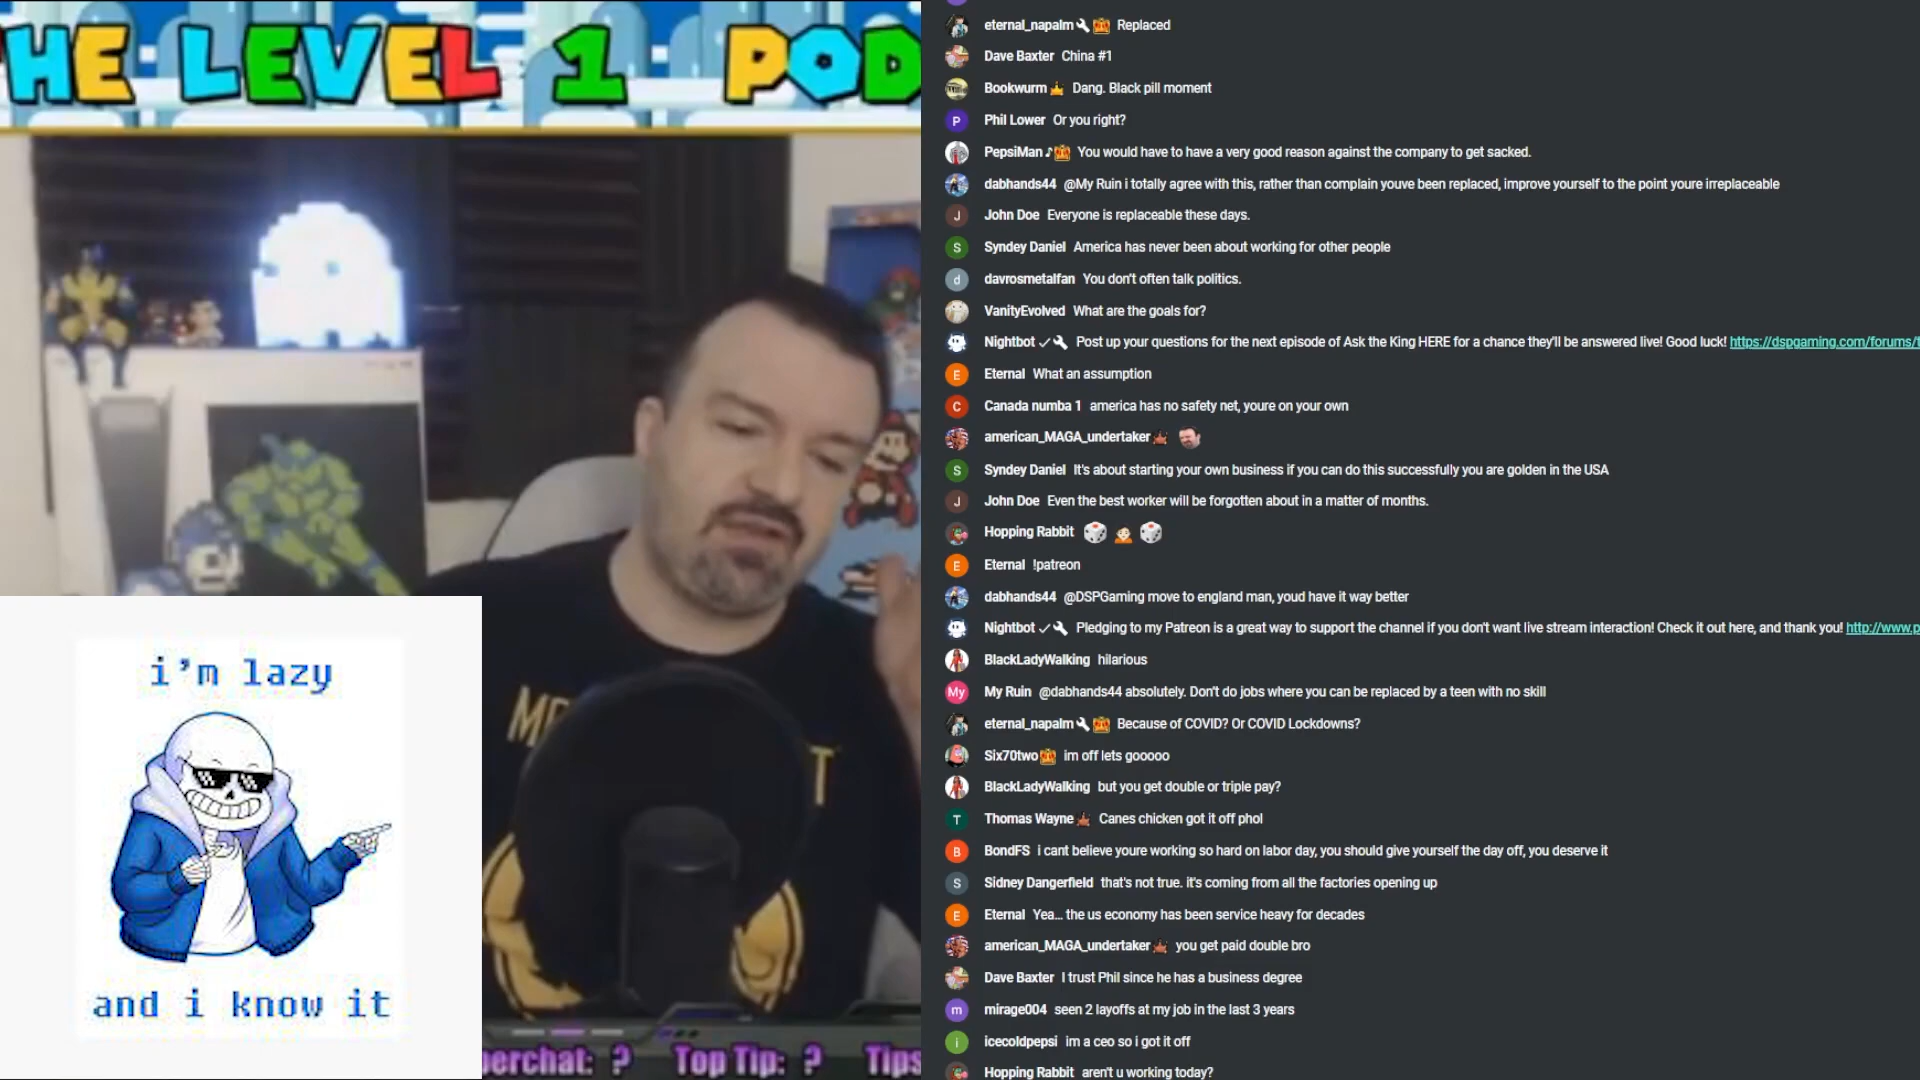 HE LEVEL 1 POD
i'm lazy
and i know it
erchat: ? Top Tip: ? Tips
eternal_napalm Replaced
Dave Baxter China #1
Bookwurm Dang. Black pill moment
P Phil Lower Or you right?
PepsiMan♪ You would have to have a very good reason against the company to get sacked.
dabhands44 @My Ruin i totally agree with this, rather than complain youve been replaced, improve yourself to the point youre irreplaceable
J John Doe Everyone is replaceable these days.
S Syndey Daniel America has never been about working for other people
d davrosmetalfan You don't often talk politics.
VanityEvolved What are the goals for?
Nightbot Post up your questions for the next episode of Ask the King HERE for a chance they'll be answered live! Good luck! https://dspgaming.com/forums/t
E Eternal What an assumption
C Canada numba 1 america has no safety net, youre on your own
american_MAGA_undertaker
S Syndey Daniel It's about starting your own business if you can do this successfully you are golden in the USA
J John Doe Even the best worker will be forgotten about in a matter of months.
Hopping Rabbit
E Eternal !patreon
dabhands44 @DSPGaming move to england man, youd have it way better
Nightbot Pledging to my Patreon is a great way to support the channel if you don't want live stream interaction! Check it out here, and thank you! http://www.p
BlackLadyWalking hilarious
My My Ruin @dabhands44 absolutely. Don't do jobs where you can be replaced by a teen with no skill
eternal_napalm Because of COVID? Or COVID Lockdowns?
Six70two im off lets gooooo
BlackLadyWalking but you get double or triple pay?
T Thomas Wayne Canes chicken got it off phol
B BondFS i cant believe youre working so hard on labor day, you should give yourself the day off, you deserve it
S Sidney Dangerfield that's not true. it's coming from all the factories opening up
E Eternal Yea... the us economy has been service heavy for decades
american_MAGA_undertaker you get paid double bro
Dave Baxter I trust Phil since he has a business degree
m mirage004 seen 2 layoffs at my job in the last 3 years
i icecoldpepsi im a ceo so i got it off
Hopping Rabbit aren't u working today?